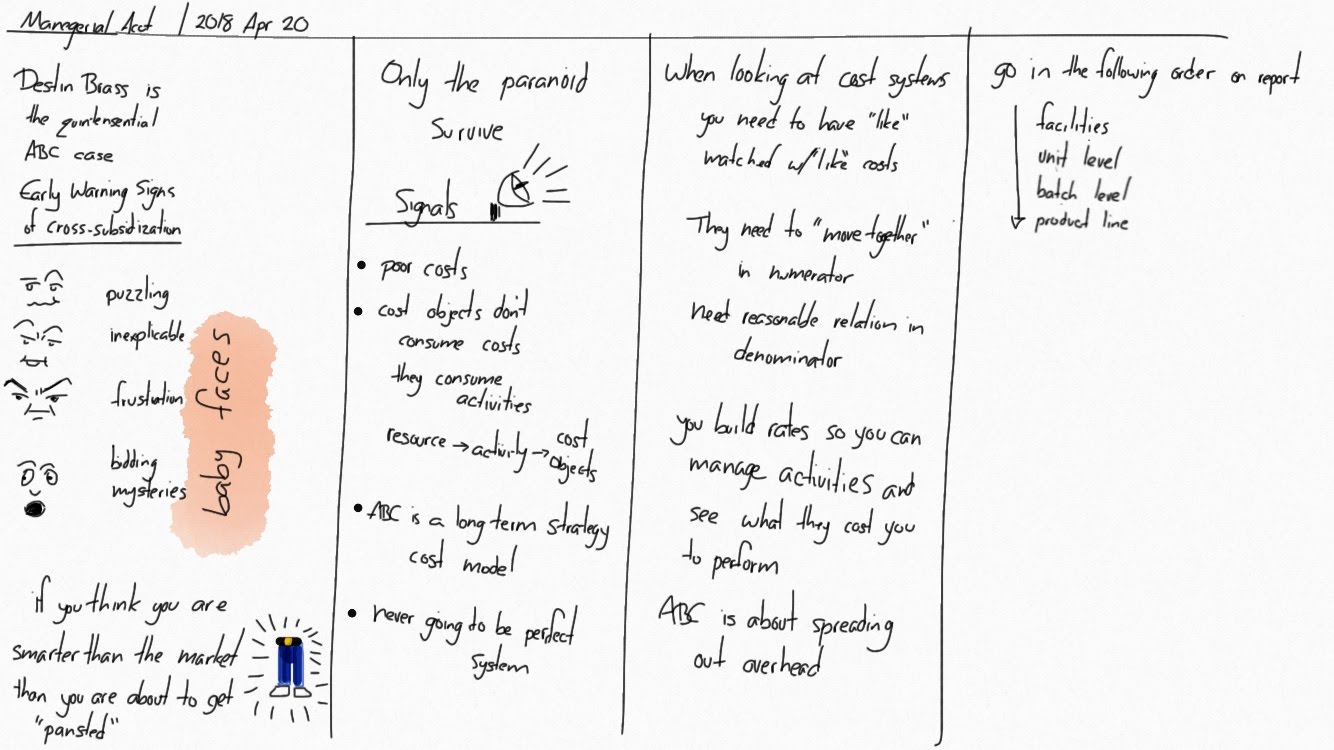 Managerial Acct | 2018 Apr 20
Destin Brass is
the quintensential
ABC case
Early Warning Signs
of cross-subsidization
puzzling
inexplicable
frustration
bidding
mysteries
baby faces
if you think you are
smarter than the market
than you are about to get
"pansted"
Only the paranoid
Survive
Signals
• poor costs
• cost objects don't
consume costs
they consume
activities
resource → activity → cost
objects
• ABC is a long term strategy
cost model
• never going to be perfect
system
When looking at cost systems
you need to have "like"
matched w/"like" costs
They need to "move together"
in numerator
need reasonable relation in
denominator
you build rates so you can
manage activities and
see what they cost you
to perform
ABC is about spreading
out overhead
go in the following order on report
facilities
unit level
batch level
product line